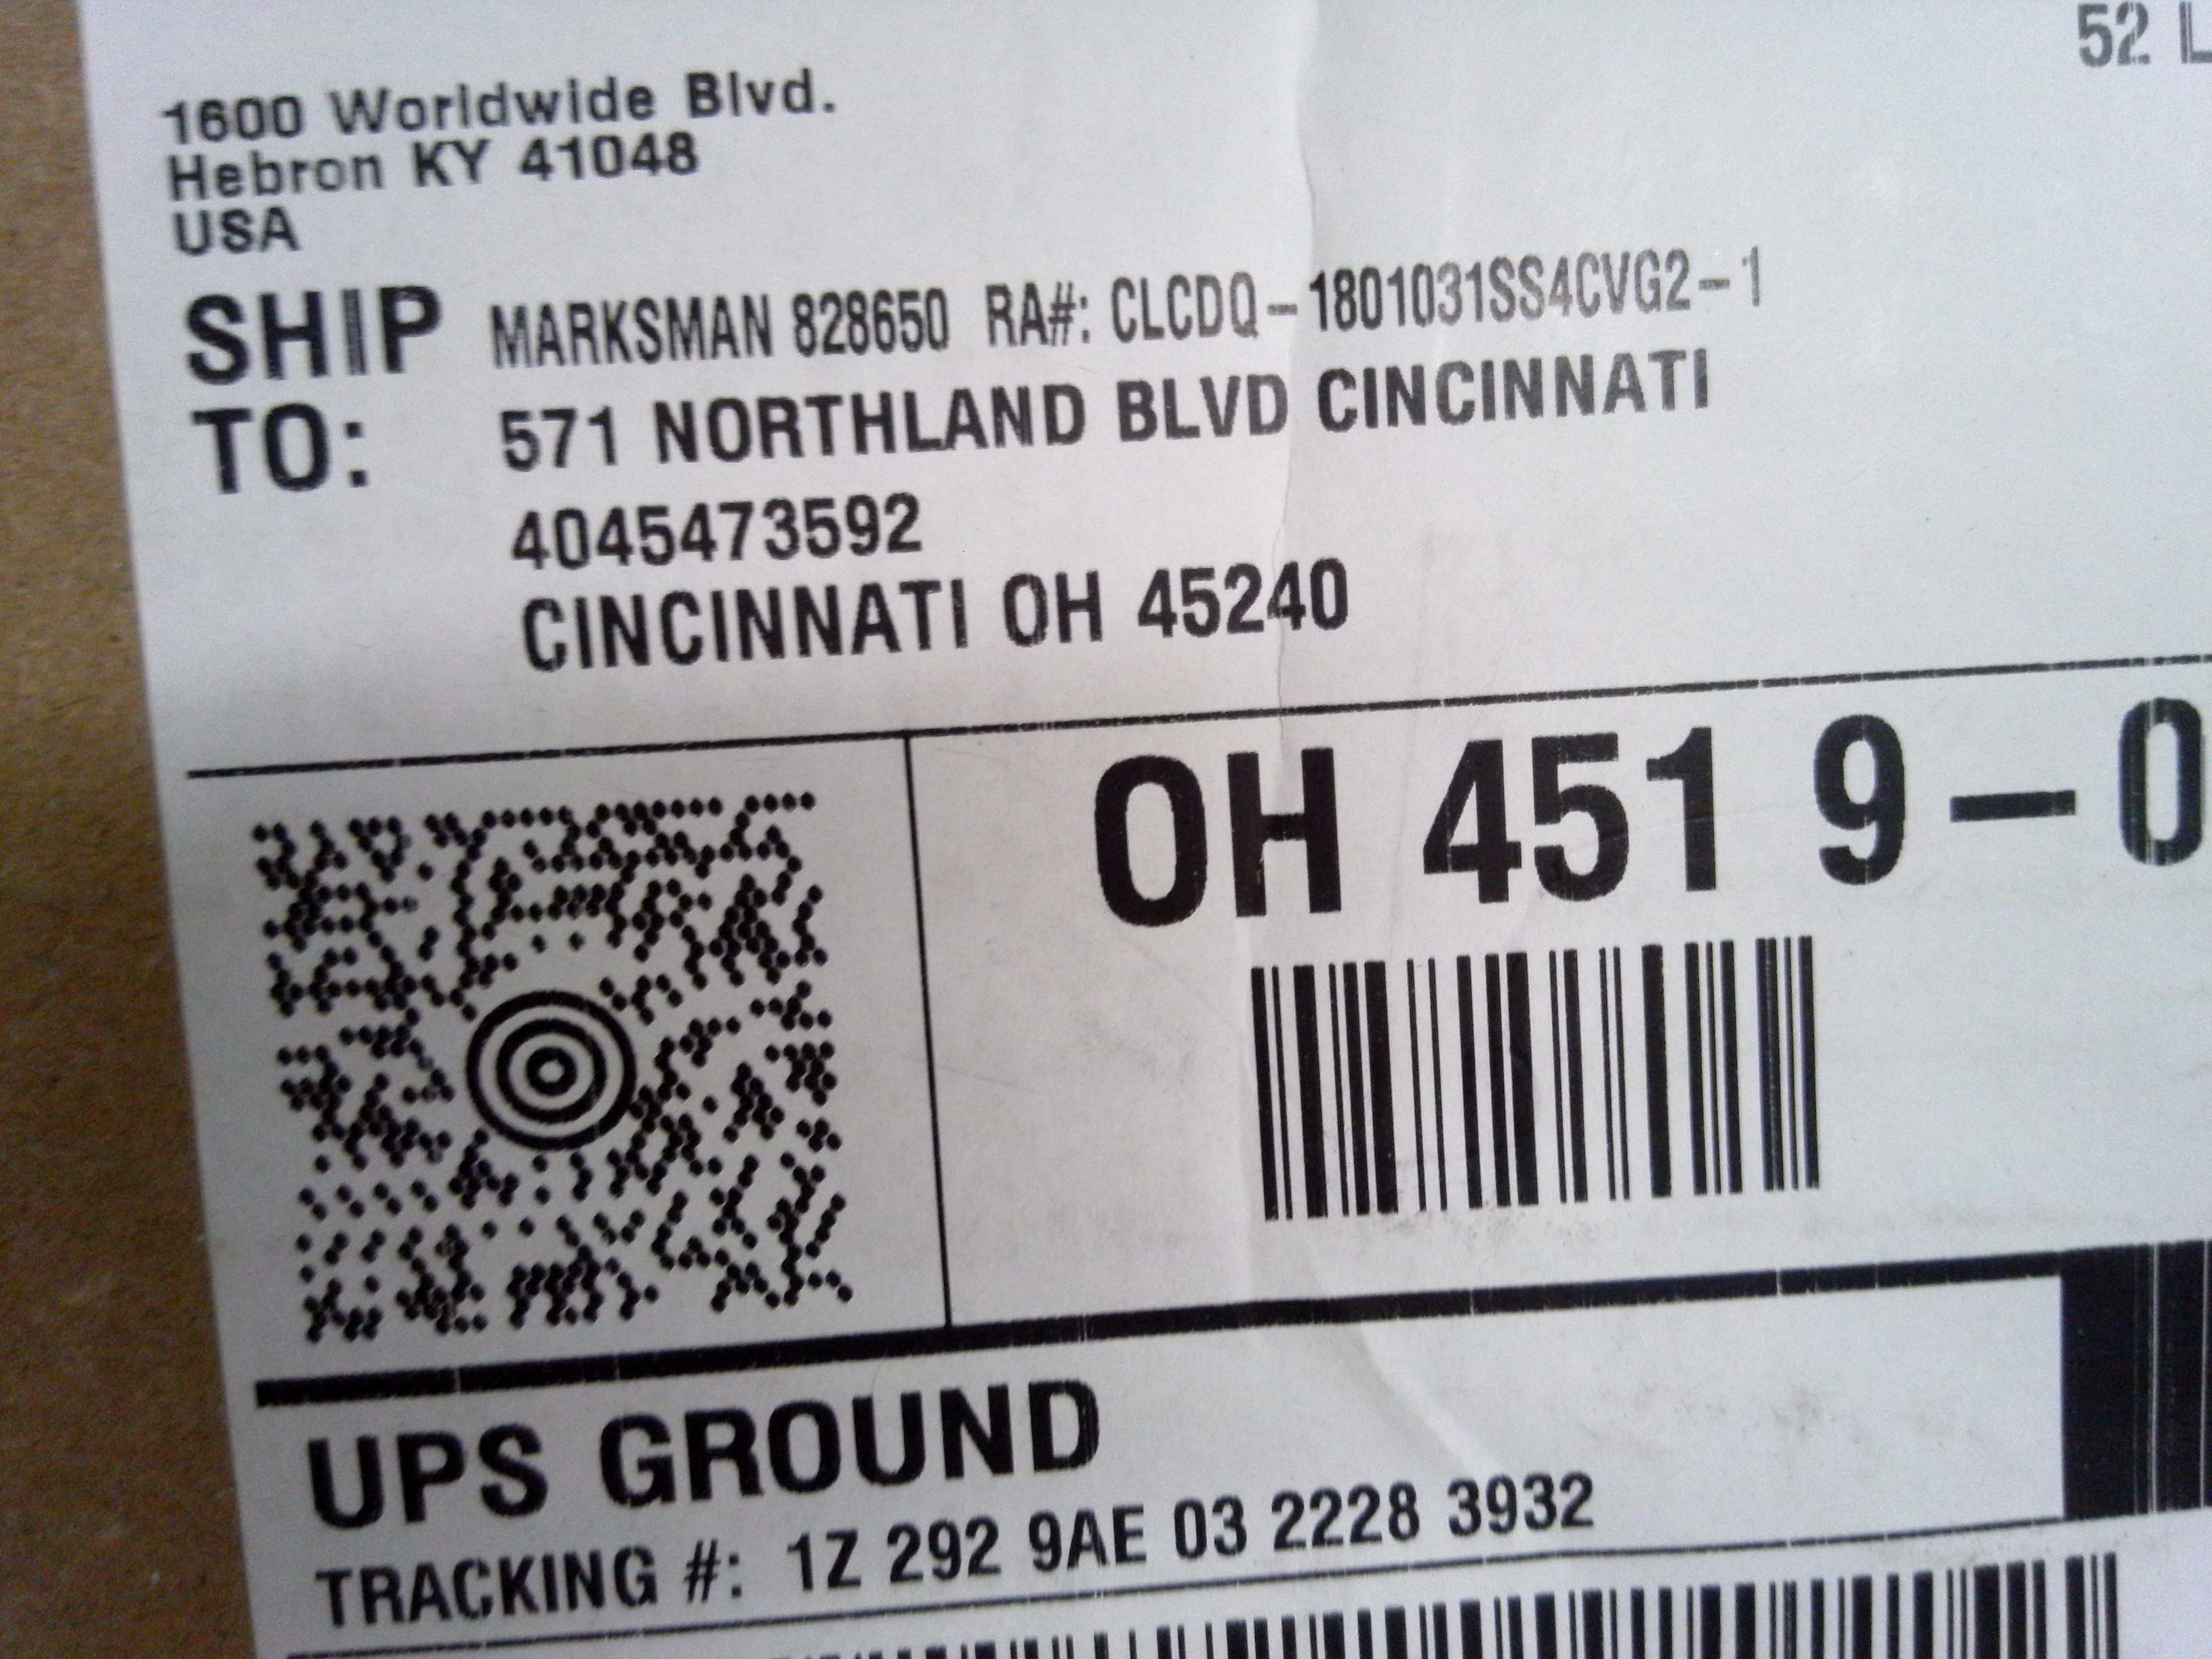 52 L
1600 Worldwide Blvd.
Hebron KY 41048
USA
SHIP TO: MARKSMAN 828650 RA#: CLCDQ-1801031SS4CVG2-1
571 NORTHLAND BLVD CINCINNATI
4045473592
CINCINNATI OH 45240
OH 451 9-0
UPS GROUND
TRACKING #: 1Z 292 9AE 03 2228 3932